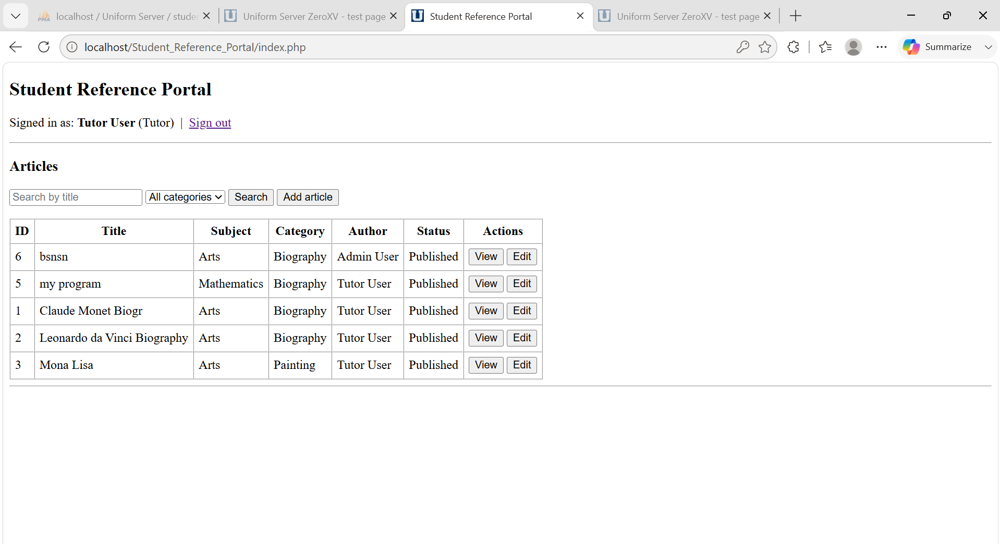 localhost / Uniform Server / stude
Uniform Server ZeroXV - test page
Student Reference Portal
Uniform Server ZeroXV - test page
localhost/Student_Reference_Portal/index.php
Summarize
Student Reference Portal
Signed in as: Tutor User (Tutor) | Sign out
Articles
Search by title All categories Search Add article
ID Title Subject Category Author Status Actions
6 bsnsn Arts Biography Admin User Published View Edit
5 my program Mathematics Biography Tutor User Published View Edit
1 Claude Monet Biogr Arts Biography Tutor User Published View Edit
2 Leonardo da Vinci Biography Arts Biography Tutor User Published View Edit
3 Mona Lisa Arts Painting Tutor User Published View Edit